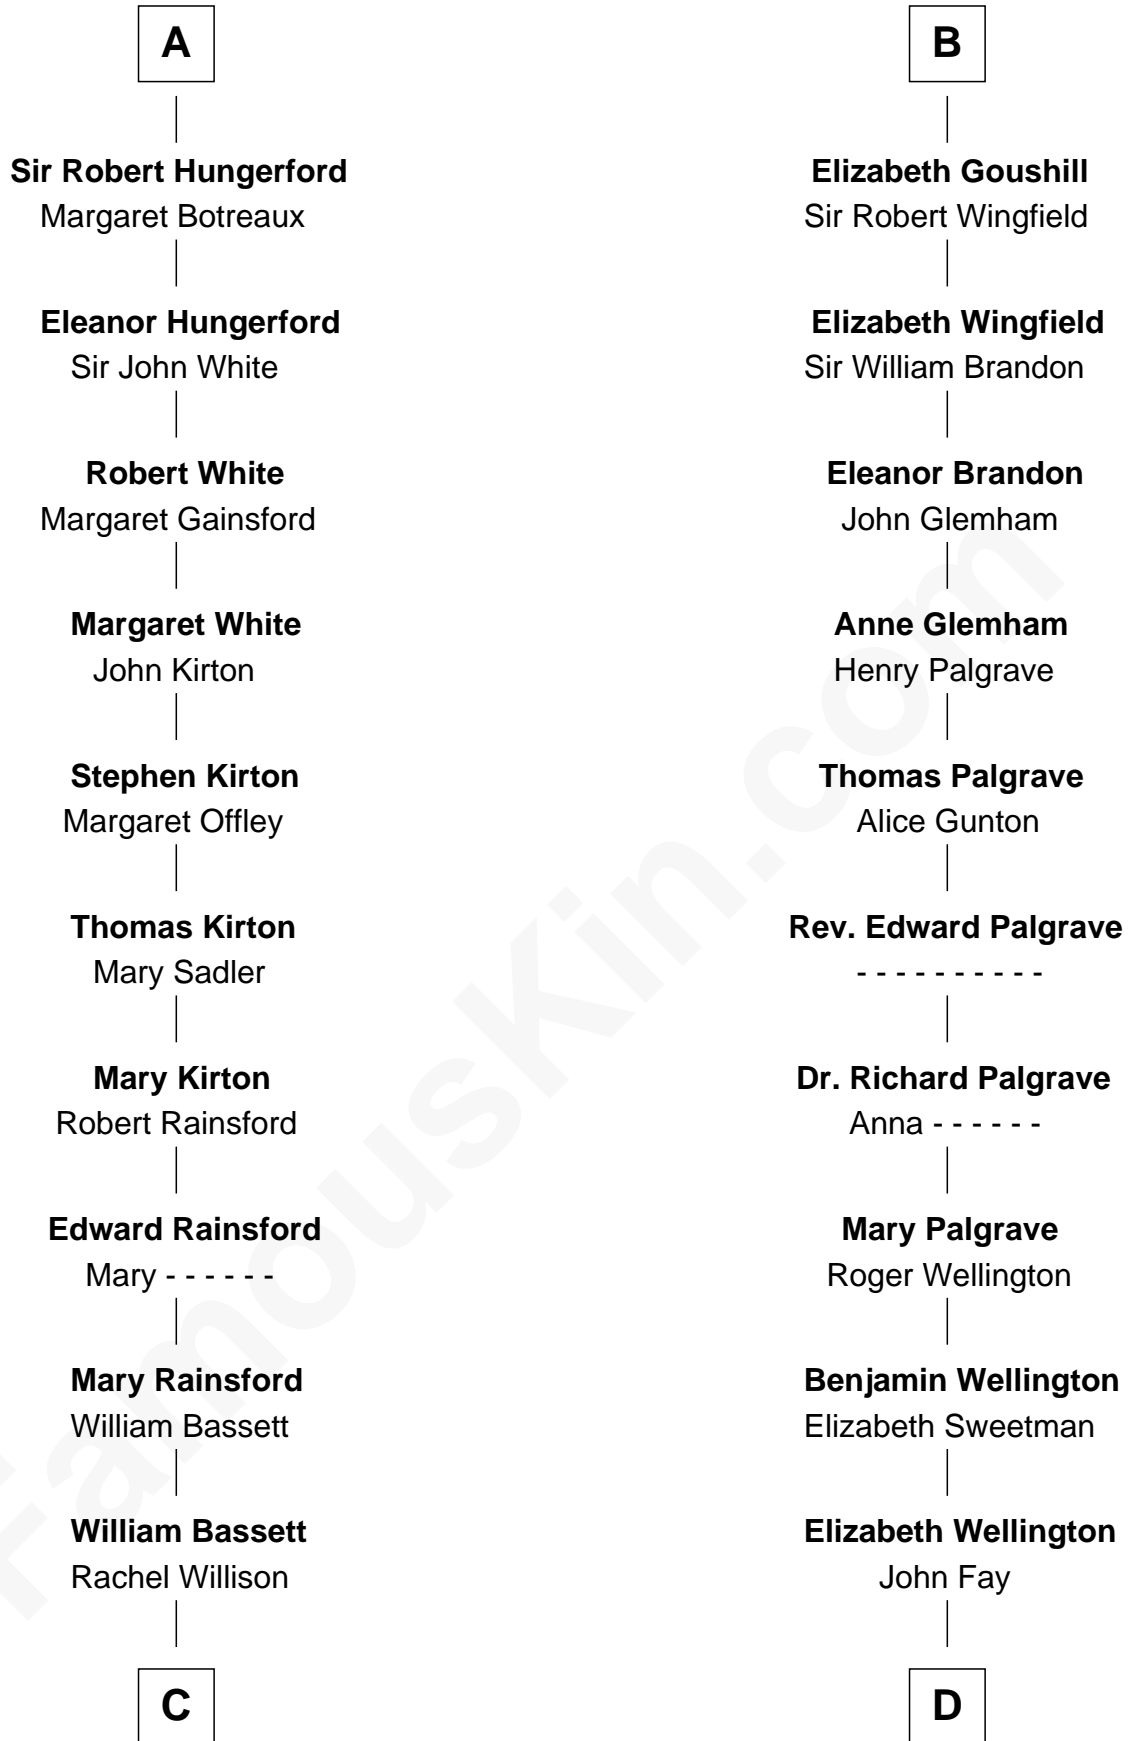 A
Sir Robert Hungerford
Margaret Botreaux
Eleanor Hungerford
Sir John White
Robert White
Margaret Gainsford
Margaret White
John Kirton
Stephen Kirton
Margaret Offley
Thomas Kirton
Mary Sadler
Mary Kirton
Robert Rainsford
Edward Rainsford
Mary - - - - - -
Mary Rainsford
William Bassett
William Bassett
Rachel Willison
C
B
Elizabeth Goushill
Sir Robert Wingfield
Elizabeth Wingfield
Sir William Brandon
Eleanor Brandon
John Glemham
Anne Glemham
Henry Palgrave
Thomas Palgrave
Alice Gunton
Rev. Edward Palgrave
- - - - - - - - - -
Dr. Richard Palgrave
Anna - - - - - -
Mary Palgrave
Roger Wellington
Benjamin Wellington
Elizabeth Sweetman
Elizabeth Wellington
John Fay
D
FamousKin.com